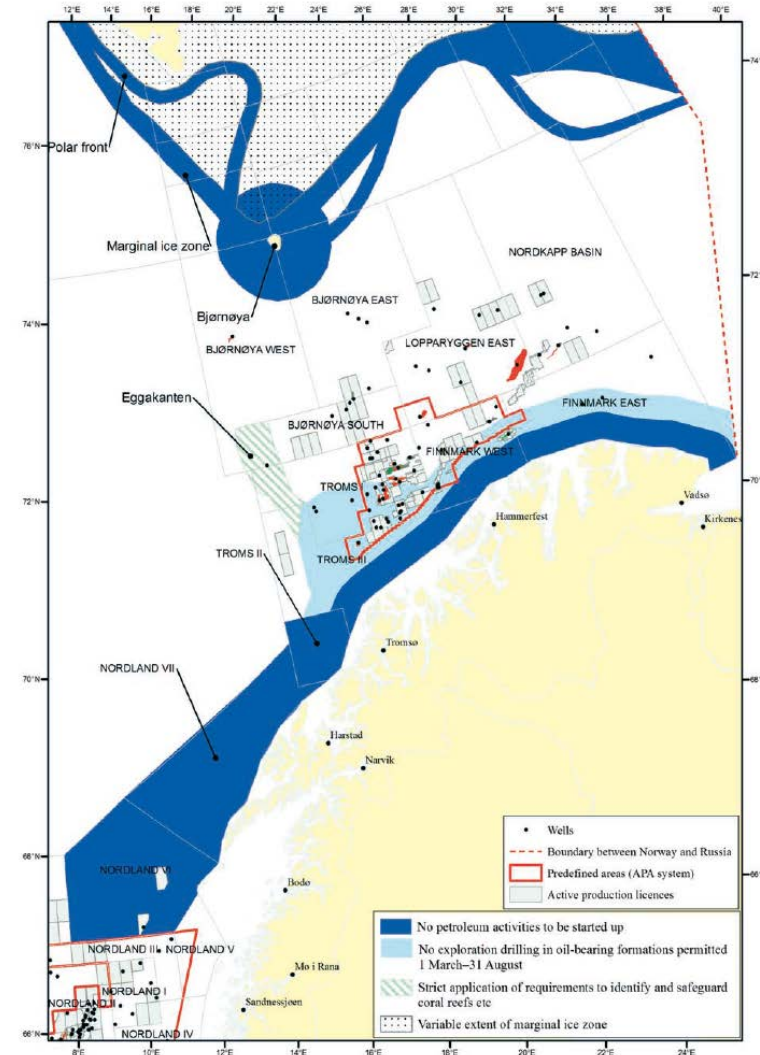 12°E 14°E 16°E 18°E 20°E 22°E 24°E 26°E 28°E 30°E 32°E 34°E 36°E 38°E 40°E
74°
76°N
Polar front
Marginal ice zone
NORDKAPP BASIN
72°
BJØRNØYA EAST
Bjørnøya
74°N
LOPPARYGGEN EAST
BJØRNØYA WEST
Eggakanten
FINNMARK EAST
BJØRNØYA SOUTH
FINNMARK WEST
70°
TROMS I
Vadsø
72°N
Hammerfest
Kirkenes
TROMS II
TROMS III
Tromsø
NORDLAND VII
70°N
68°
Harstad
Narvik
Wells
Boundary between Norway and Russia
66°N
66°
Predefined areas (APA system)
NORDLAND VI
Bodø
Active production licences
No petroleum activities to be started up
NORDLAND III NORDLAND V
No exploration drilling in oil-bearing formations permitted
1 March–31 August
Mo i Rana
NORDLAND I
Strict application of requirements to identify and safeguard
coral reefs etc
NORDLAND II
Sandnessjøen
Variable extent of marginal ice zone
66°N
NORDLAND IV
8°E 10°E 12°E 14°E 16°E 18°E 20°E 22°E 24°E